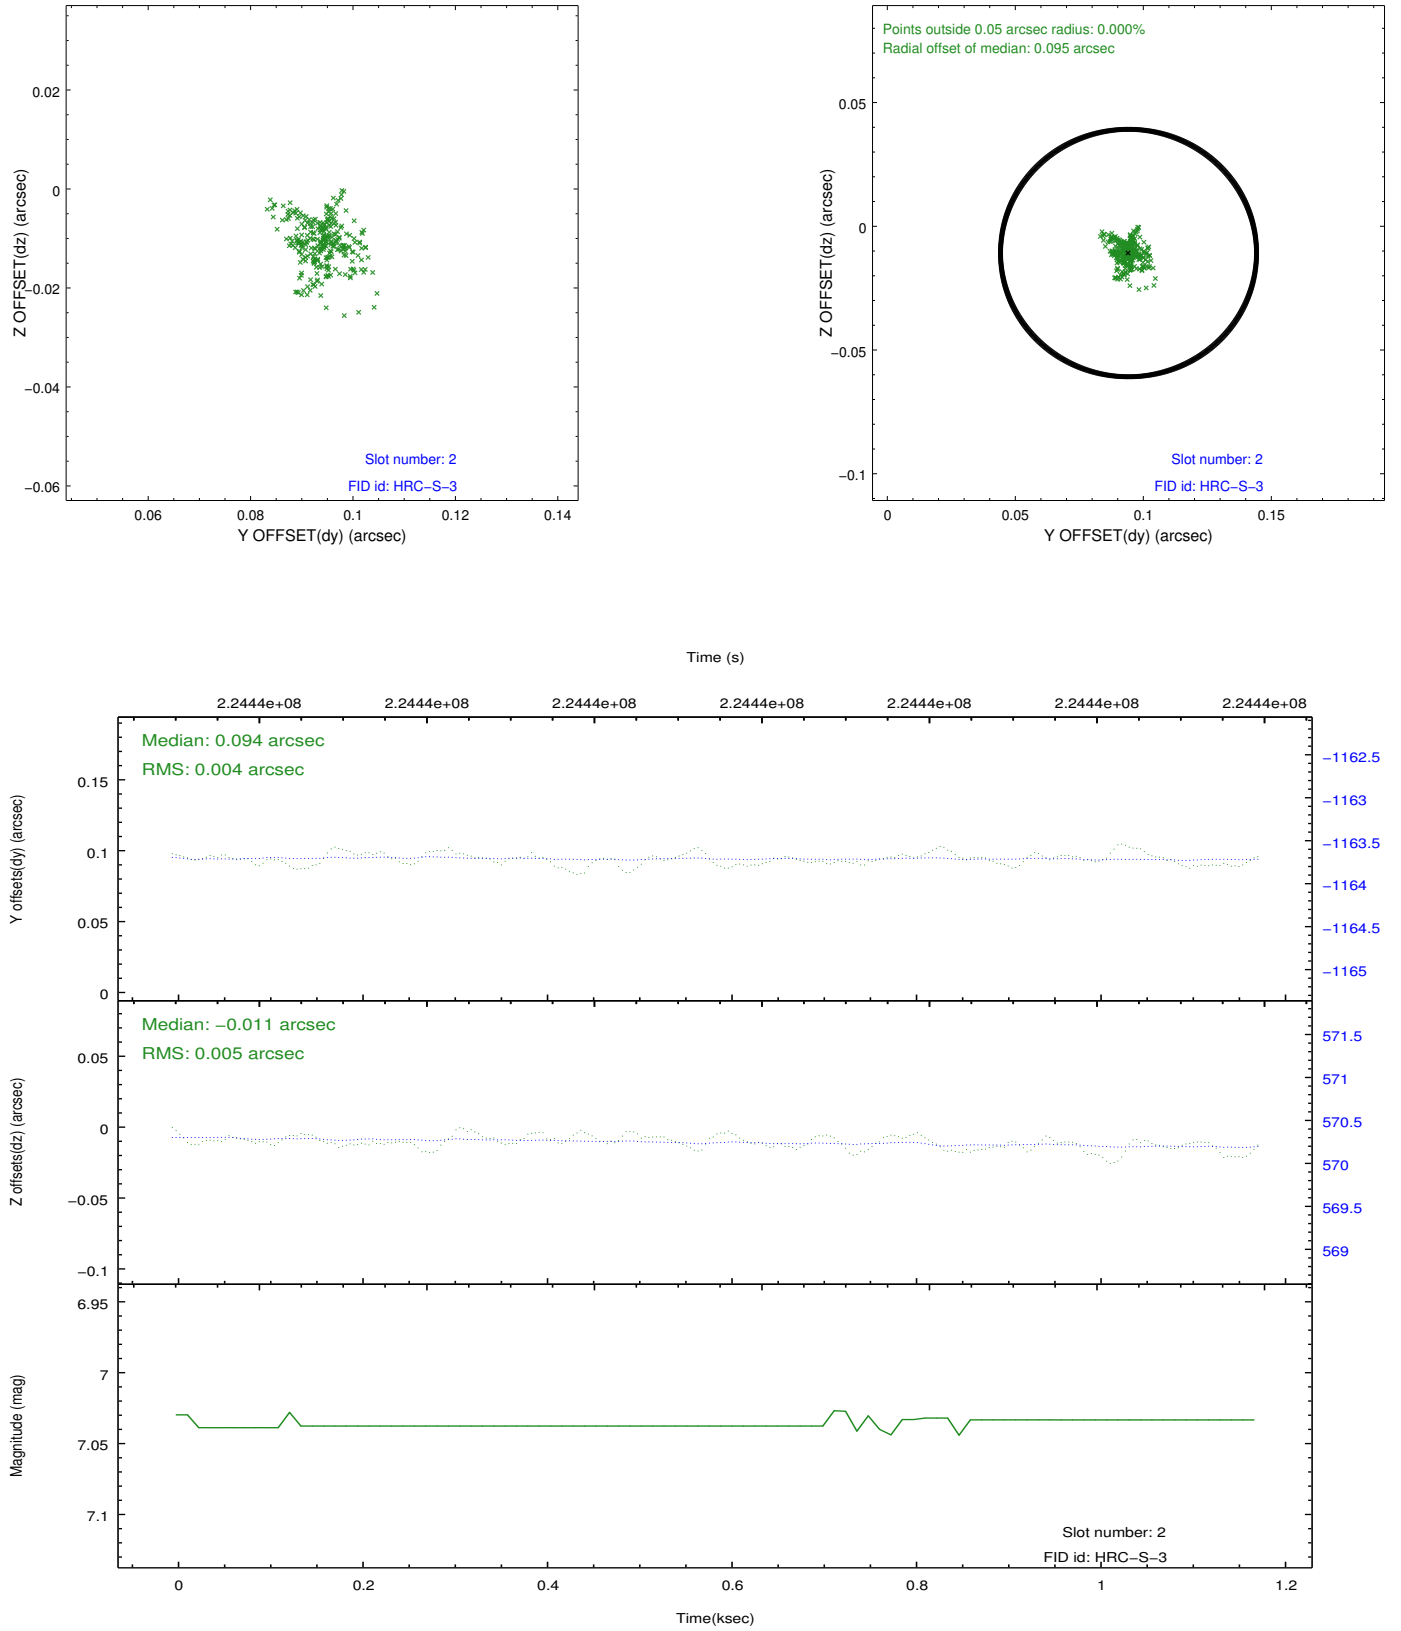 0.02
0
−0.02
−0.04
−0.06
Z OFFSET(dz) (arcsec)
Slot number: 2
FID id: HRC−S−3
0.06 0.08 0.1 0.12 0.14
Y OFFSET(dy) (arcsec)
Points outside 0.05 arcsec radius: 0.000%
Radial offset of median: 0.095 arcsec
0.05
0
−0.05
−0.1
Z OFFSET(dz) (arcsec)
Slot number: 2
FID id: HRC−S−3
0 0.05 0.1 0.15
Y OFFSET(dy) (arcsec)
Time (s)
2.2444e+08 2.2444e+08 2.2444e+08 2.2444e+08 2.2444e+08 2.2444e+08 2.2444e+08
Median: 0.094 arcsec
RMS: 0.004 arcsec
0.15
0.1
0.05
0
Y offsets(dy) (arcsec)
−1162.5
−1163
−1163.5
−1164
−1164.5
−1165
Median: −0.011 arcsec
RMS: 0.005 arcsec
0.05
0
−0.05
−0.1
Z offsets(dz) (arcsec)
571.5
571
570.5
570
569.5
569
6.95
7
7.05
7.1
Magnitude (mag)
Slot number: 2
FID id: HRC−S−3
0 0.2 0.4 0.6 0.8 1 1.2
Time(ksec)